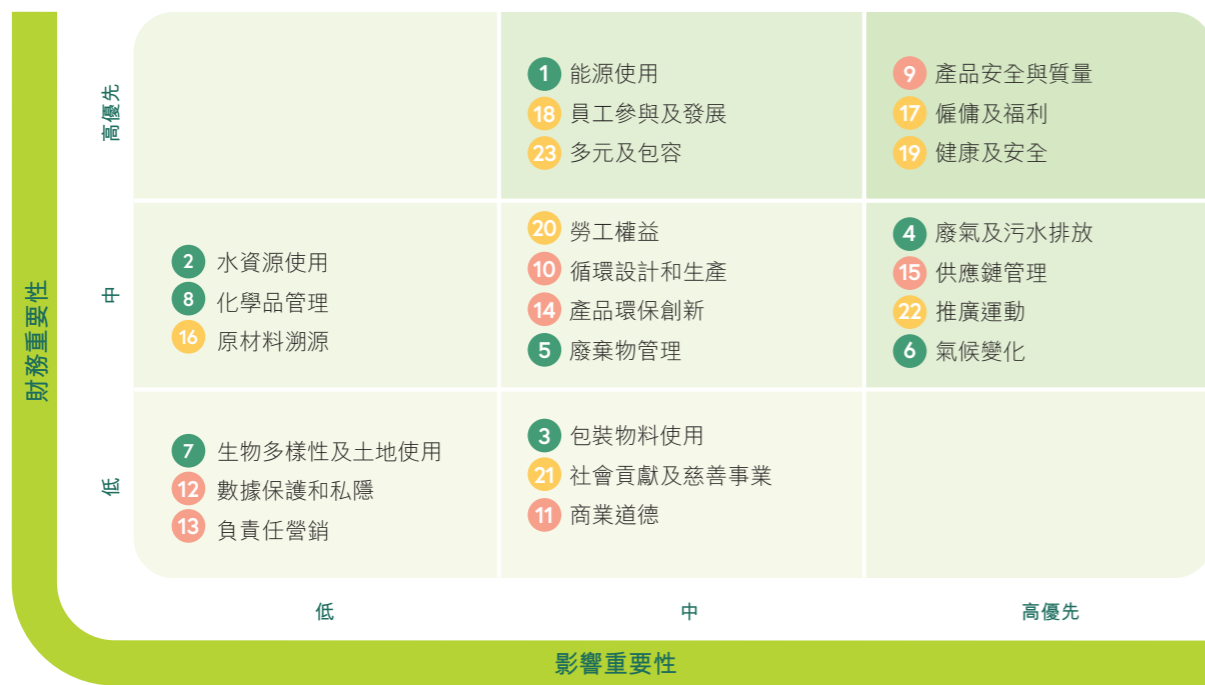 財務重要性
高優先
1 能源使用
18 員工參與及發展
23 多元及包容
9 產品安全與質量
17 僱傭及福利
19 健康及安全
中
2 水資源使用
8 化學品管理
16 原材料溯源
20 勞工權益
10 循環設計和生產
14 產品環保創新
5 廢棄物管理
4 廢氣及污水排放
15 供應鏈管理
22 推廣運動
6 氣候變化
低
7 生物多樣性及土地使用
12 數據保護和私隱
13 負責任營銷
3 包裝物料使用
21 社會貢獻及慈善事業
11 商業道德
低
中
高優先
影響重要性